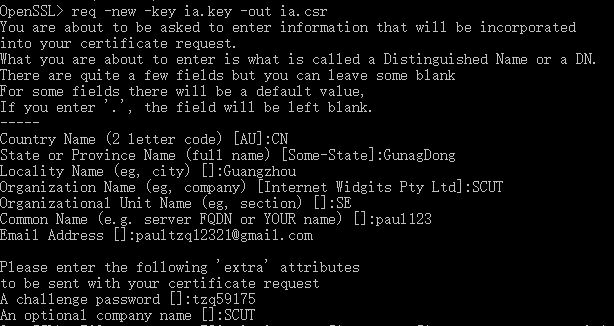 OpenSSL> req -new -key ia.key -out ia.csr
You are about to be asked to enter information that will be incorporated
into your certificate request.
What you are about to enter is what is called a Distinguished Name or a DN.
There are quite a few fields but you can leave some blank
For some fields there will be a default value,
If you enter '.', the field will be left blank.
-----
Country Name (2 letter code) [AU]:CN
State or Province Name (full name) [Some-State]:GunagDong
Locality Name (eg, city) []:Guangzhou
Organization Name (eg, company) [Internet Widgits Pty Ltd]:SCUT
Organizational Unit Name (eg, section) []:SE
Common Name (e.g. server FQDN or YOUR name) []:paul123
Email Address []:paultzq12321@gmail.com

Please enter the following 'extra' attributes
to be sent with your certificate request
A challenge password []:tzq59175
An optional company name []:SCUT